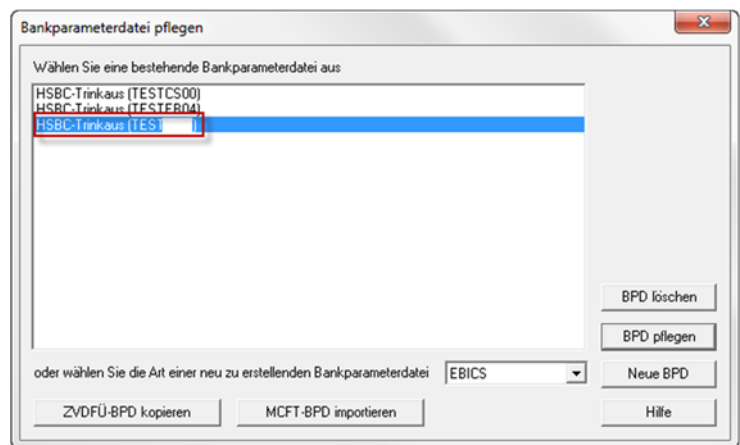 Bankparameterdatei pflegen
Wählen Sie eine bestehende Bankparameterdatei aus
HSBC-Trinkaus (TESTCS00)
HSBC-Trinkaus (TESTEB04)
HSBC-Trinkaus (TEST )
BPD löschen
BPD pflegen
oder wählen Sie die Art einer neu zu erstellenden Bankparameterdatei EBICS Neue BPD
ZVDFÜ-BPD kopieren MCFT-BPD importieren Hilfe